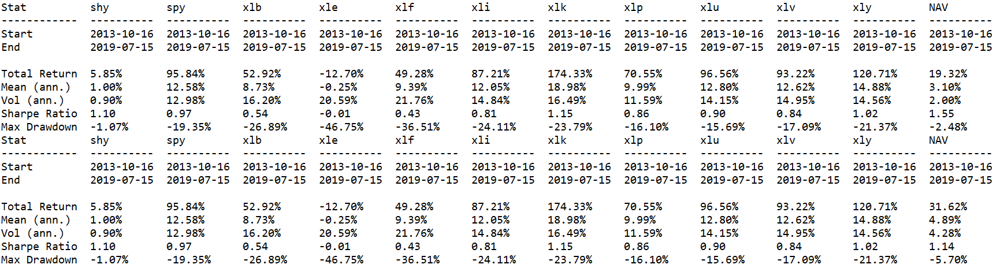 Stat shy spy xlb xle xlf xli xlk xlp xlu xlv xly NAV
------------ ---------- ---------- ---------- ---------- ---------- ---------- ---------- ---------- ---------- ---------- ---------- ----------
Start 2013-10-16 2013-10-16 2013-10-16 2013-10-16 2013-10-16 2013-10-16 2013-10-16 2013-10-16 2013-10-16 2013-10-16 2013-10-16 2013-10-16
End 2019-07-15 2019-07-15 2019-07-15 2019-07-15 2019-07-15 2019-07-15 2019-07-15 2019-07-15 2019-07-15 2019-07-15 2019-07-15 2019-07-15
Total Return 5.85% 95.84% 52.92% -12.70% 49.28% 87.21% 174.33% 70.55% 96.56% 93.22% 120.71% 19.32%
Mean (ann.) 1.00% 12.58% 8.73% -0.25% 9.39% 12.05% 18.98% 9.99% 12.80% 12.62% 14.88% 3.10%
Vol (ann.) 0.90% 12.98% 16.20% 20.59% 21.76% 14.84% 16.49% 11.59% 14.15% 14.95% 14.56% 2.00%
Sharpe Ratio 1.10 0.97 0.54 -0.01 0.43 0.81 1.15 0.86 0.90 0.84 1.02 1.55
Max Drawdown -1.07% -19.35% -26.89% -46.75% -36.51% -24.11% -23.79% -16.10% -15.69% -17.09% -21.37% -2.48%
Stat shy spy xlb xle xlf xli xlk xlp xlu xlv xly NAV
------------ ---------- ---------- ---------- ---------- ---------- ---------- ---------- ---------- ---------- ---------- ---------- ----------
Start 2013-10-16 2013-10-16 2013-10-16 2013-10-16 2013-10-16 2013-10-16 2013-10-16 2013-10-16 2013-10-16 2013-10-16 2013-10-16 2013-10-16
End 2019-07-15 2019-07-15 2019-07-15 2019-07-15 2019-07-15 2019-07-15 2019-07-15 2019-07-15 2019-07-15 2019-07-15 2019-07-15 2019-07-15
Total Return 5.85% 95.84% 52.92% -12.70% 49.28% 87.21% 174.33% 70.55% 96.56% 93.22% 120.71% 31.62%
Mean (ann.) 1.00% 12.58% 8.73% -0.25% 9.39% 12.05% 18.98% 9.99% 12.80% 12.62% 14.88% 4.89%
Vol (ann.) 0.90% 12.98% 16.20% 20.59% 21.76% 14.84% 16.49% 11.59% 14.15% 14.95% 14.56% 4.28%
Sharpe Ratio 1.10 0.97 0.54 -0.01 0.43 0.81 1.15 0.86 0.90 0.84 1.02 1.14
Max Drawdown -1.07% -19.35% -26.89% -46.75% -36.51% -24.11% -23.79% -16.10% -15.69% -17.09% -21.37% -5.70%